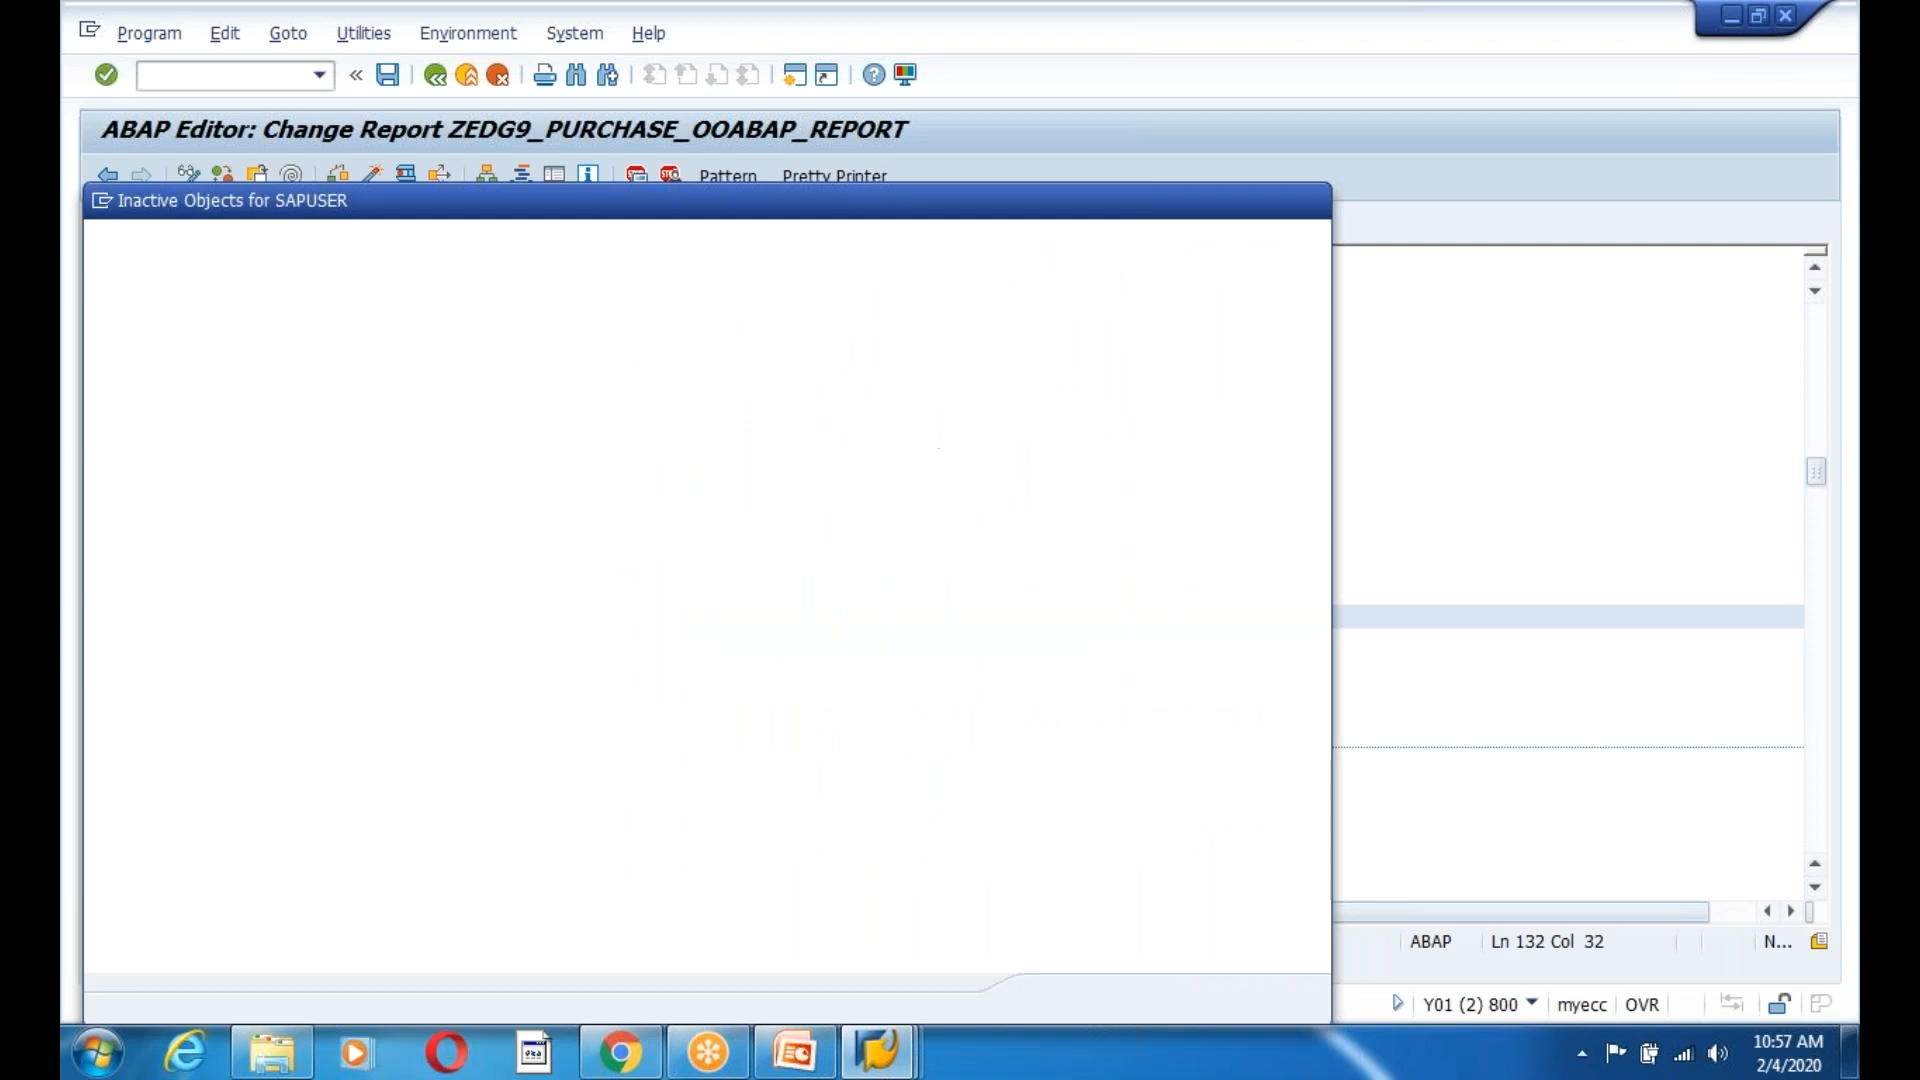 Program Edit Goto Utilities Environment System Help
ABAP Editor: Change Report ZEDG9_PURCHASE_OOABAP_REPORT
Pattern Pretty Printer
Inactive Objects for SAPUSER
ABAP Ln 132 Col 32 N...
Y01 (2) 800 myecc OVR
10:57 AM
2/4/2020